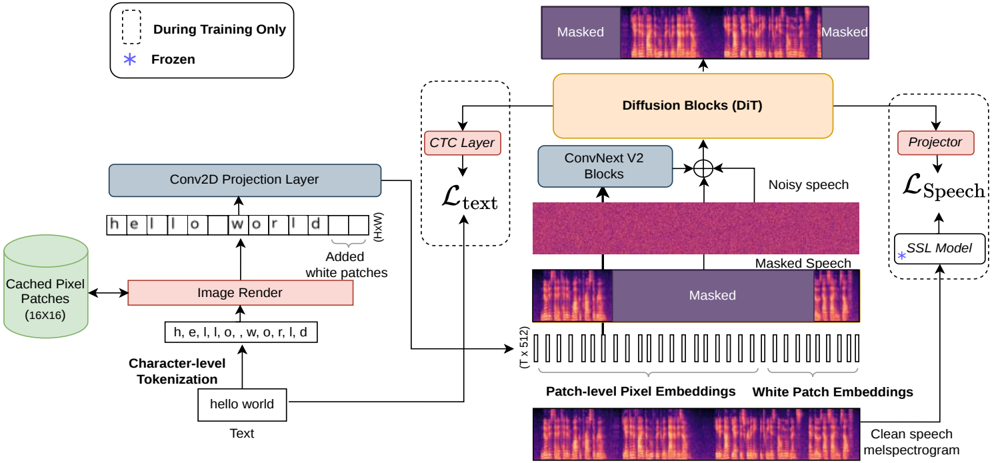 During Training Only
* Frozen
Masked
Masked
Diffusion Blocks (DiT)
CTC Layer
Projector
ConvNext V2
Blocks
Conv2D Projection Layer
Noisy speech
ℒtext
ℒSpeech
h e l l o w o r l d
(HxW)
Added
white patches
SSL Model
*
Masked Speech
Cached Pixel
Patches
(16X16)
Image Render
Masked
h, e, l, l, o, , w, o, r, l, d
(T x 512)
Character-level
Tokenization
Patch-level Pixel Embeddings
White Patch Embeddings
hello world
Text
Clean speech
melspectrogram